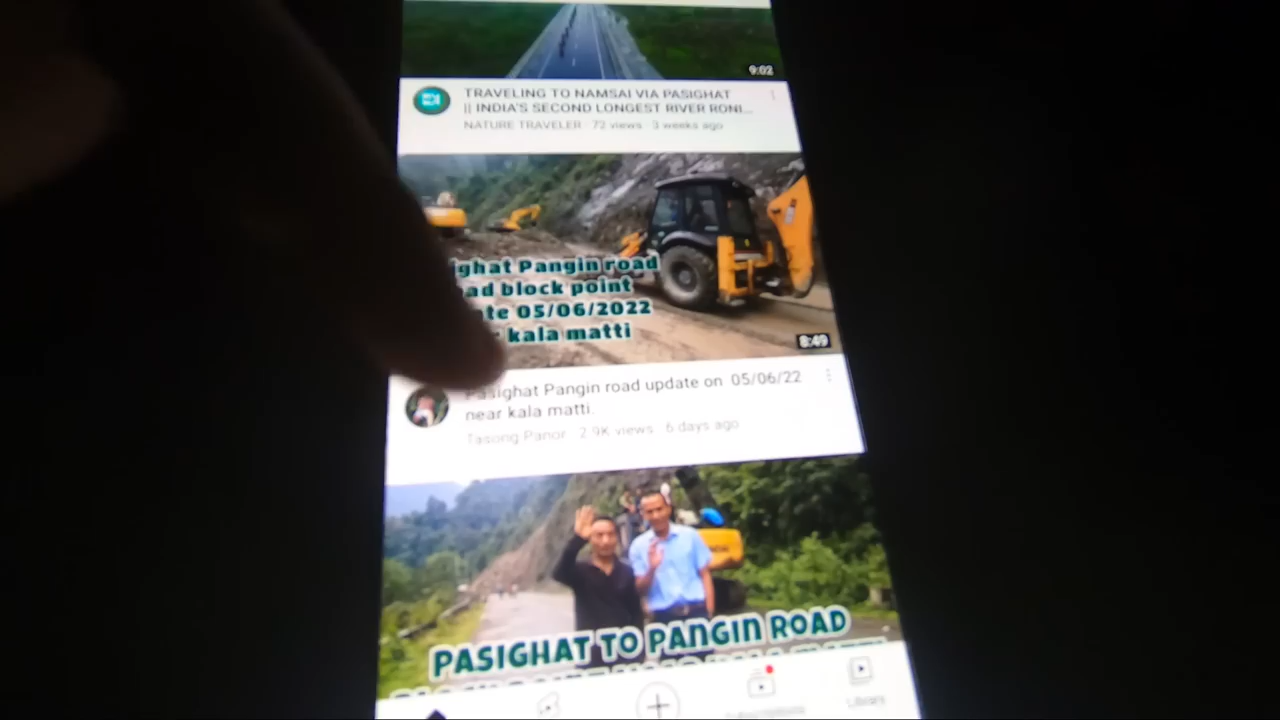 9:02
TRAVELING TO NAMSAI VIA PASIGHAT
|| INDIA'S SECOND LONGEST RIVER RONI...
NATURE TRAVELER · 72 views · 3 weeks ago
ghat Pangin road
ad block point
te 05/06/2022
kala matti
8:49
Pasighat Pangin road update on 05/06/22
near kala matti.
Tasong Panor · 2.9K views · 6 days ago
PASIGHAT TO PANGIN ROAD
Subscriptions
Library